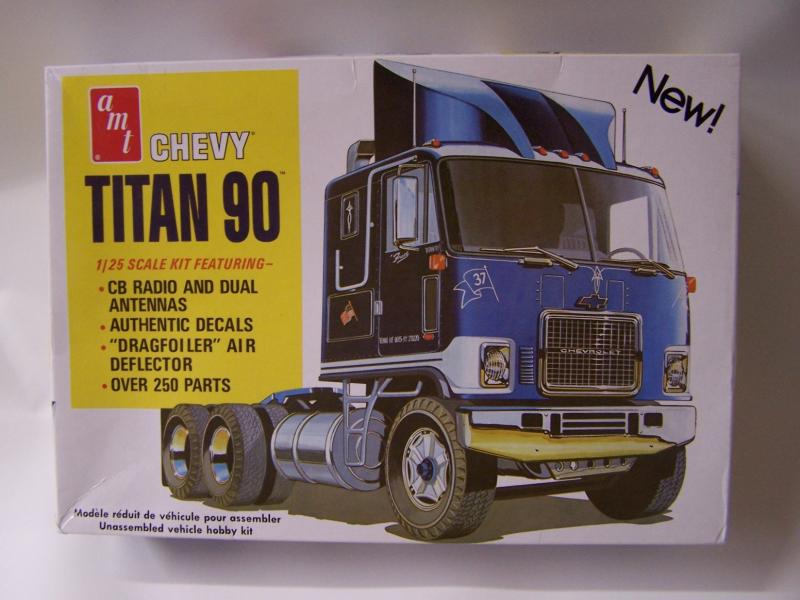 amt
CHEVY
TITAN 90™
1/25 SCALE KIT FEATURING—
• CB RADIO AND DUAL
ANTENNAS
• AUTHENTIC DECALS
• "DRAGFOILER" AIR
DEFLECTOR
• OVER 250 PARTS
New!
37
CHEVROLET
Modèle réduit de véhicule pour assembler
Unassembled vehicle hobby kit